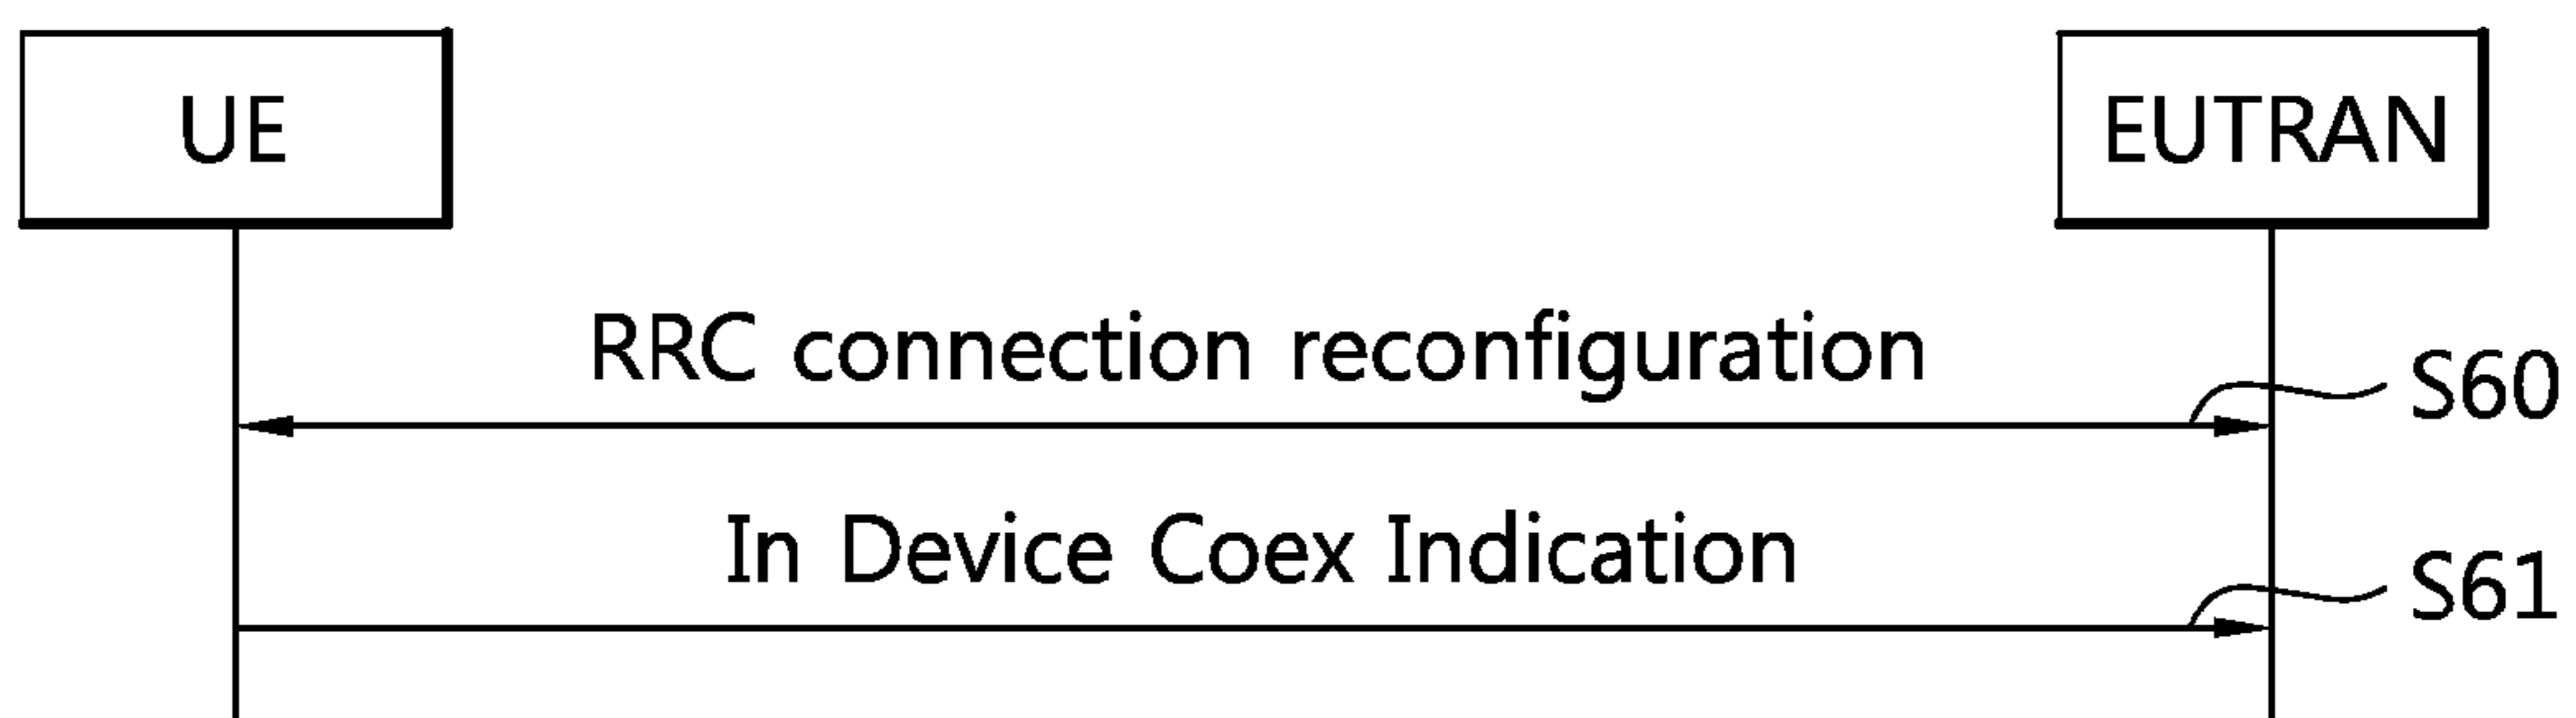 UE
EUTRAN
RRC connection reconfiguration
S60
In Device Coex Indication
S61